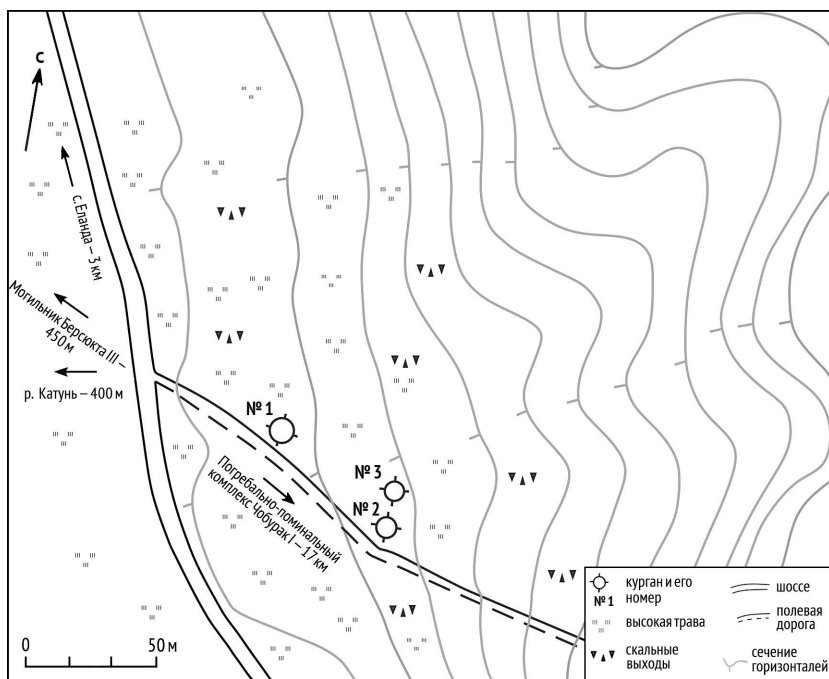 С
с. Еланда – 3 км
Могильник Берсюкта III –
450 м
р. Катунь – 400 м
№ 1
№ 3
№ 2
Погребально-поминальный
комплекс Чобурак I – 17 км
0
50 м
№ 1
курган и его
номер
высокая трава
скальные
выходы
шоссе
полевая
дорога
сечение
горизонталей